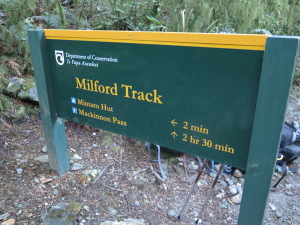 Department of Conservation
Te Papa Atawhai
Milford Track
Mintaro Hut ← 2 min
Mackinnon Pass ↑ 2 hr 30 min